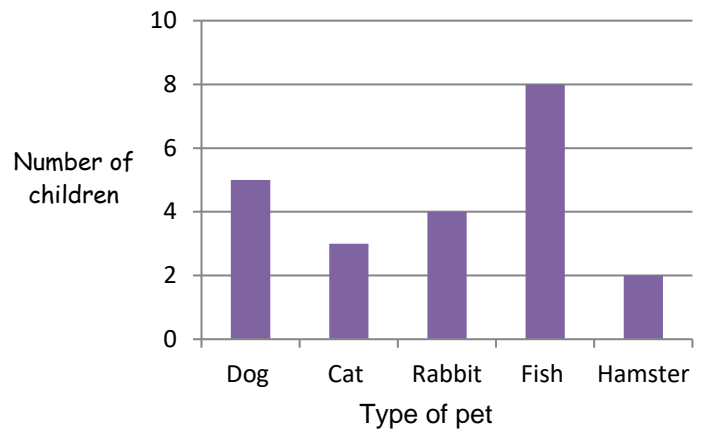 10
8
6
4
2
0
Number of
children
Dog Cat Rabbit Fish Hamster
Type of pet